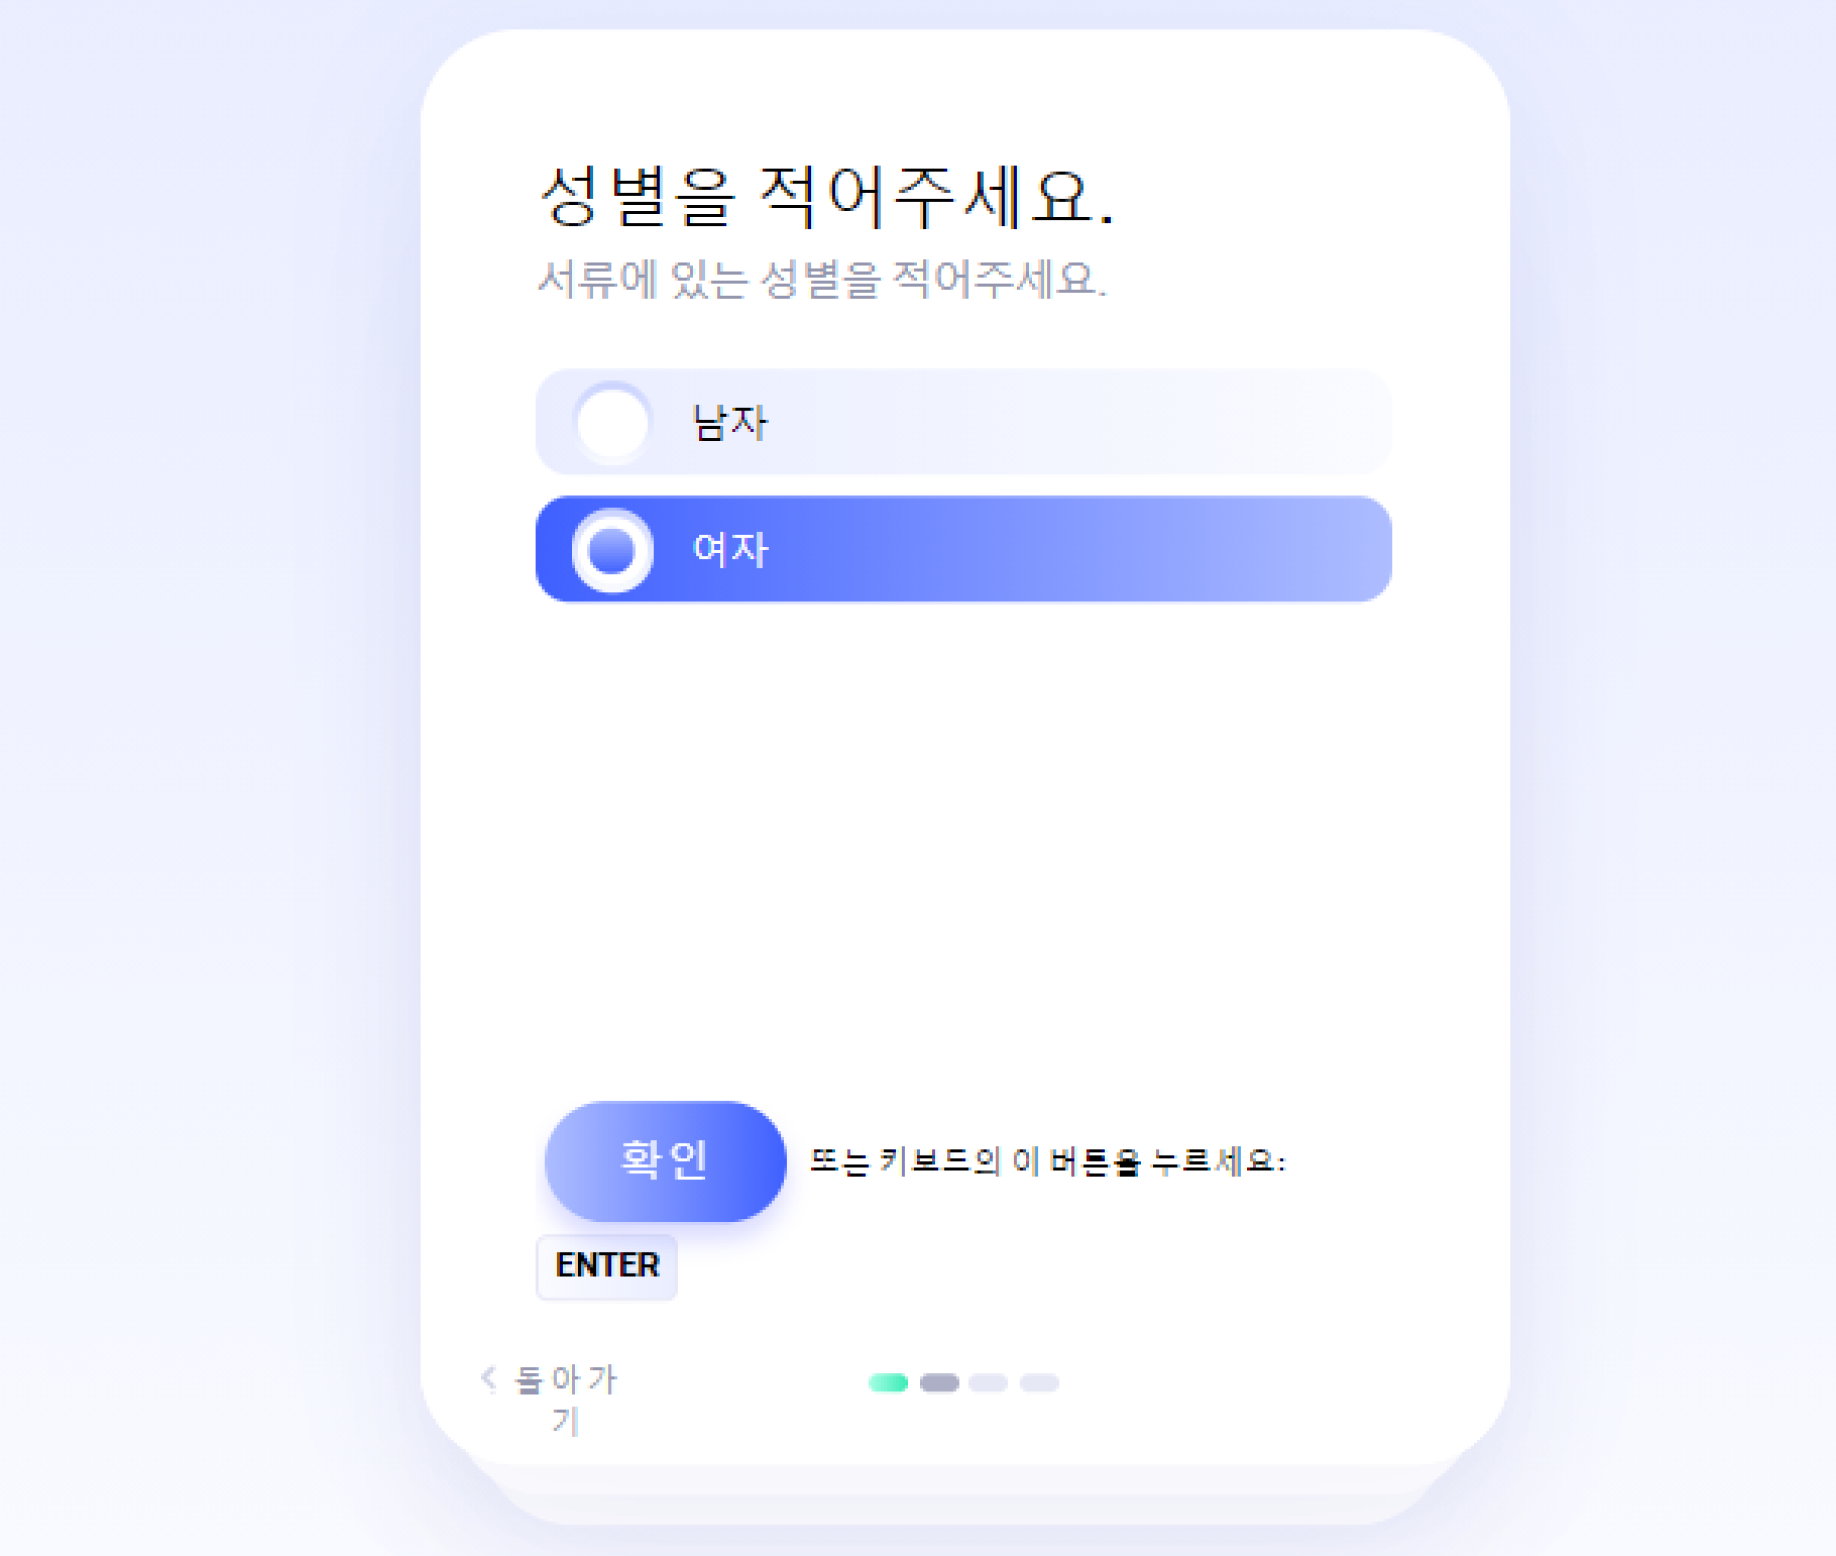 성별을 적어주세요.
서류에 있는 성별을 적어주세요.
남자
여자
확인 또는 키보드의 이 버튼을 누르세요:
ENTER
돌아가
기